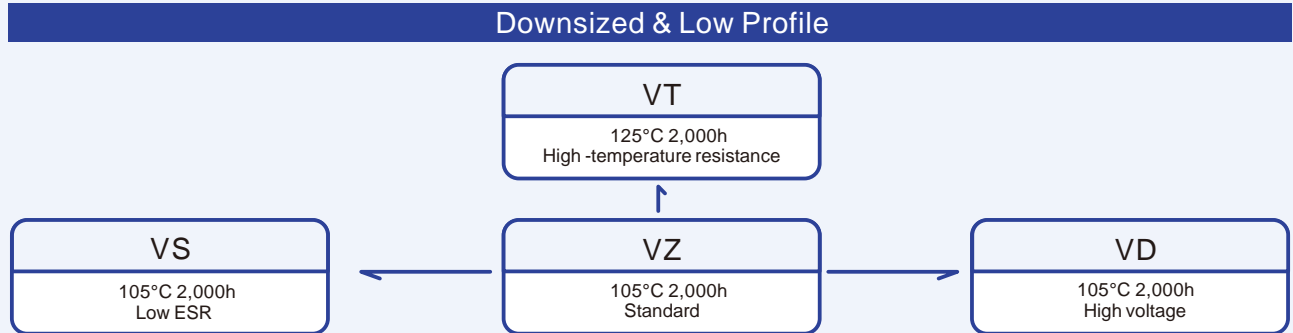 Downsized & Low Profile
VT
125°C 2,000h
High -temperature resistance
VS
105°C 2,000h
Low ESR
VZ
105°C 2,000h
Standard
VD
105°C 2,000h
High voltage